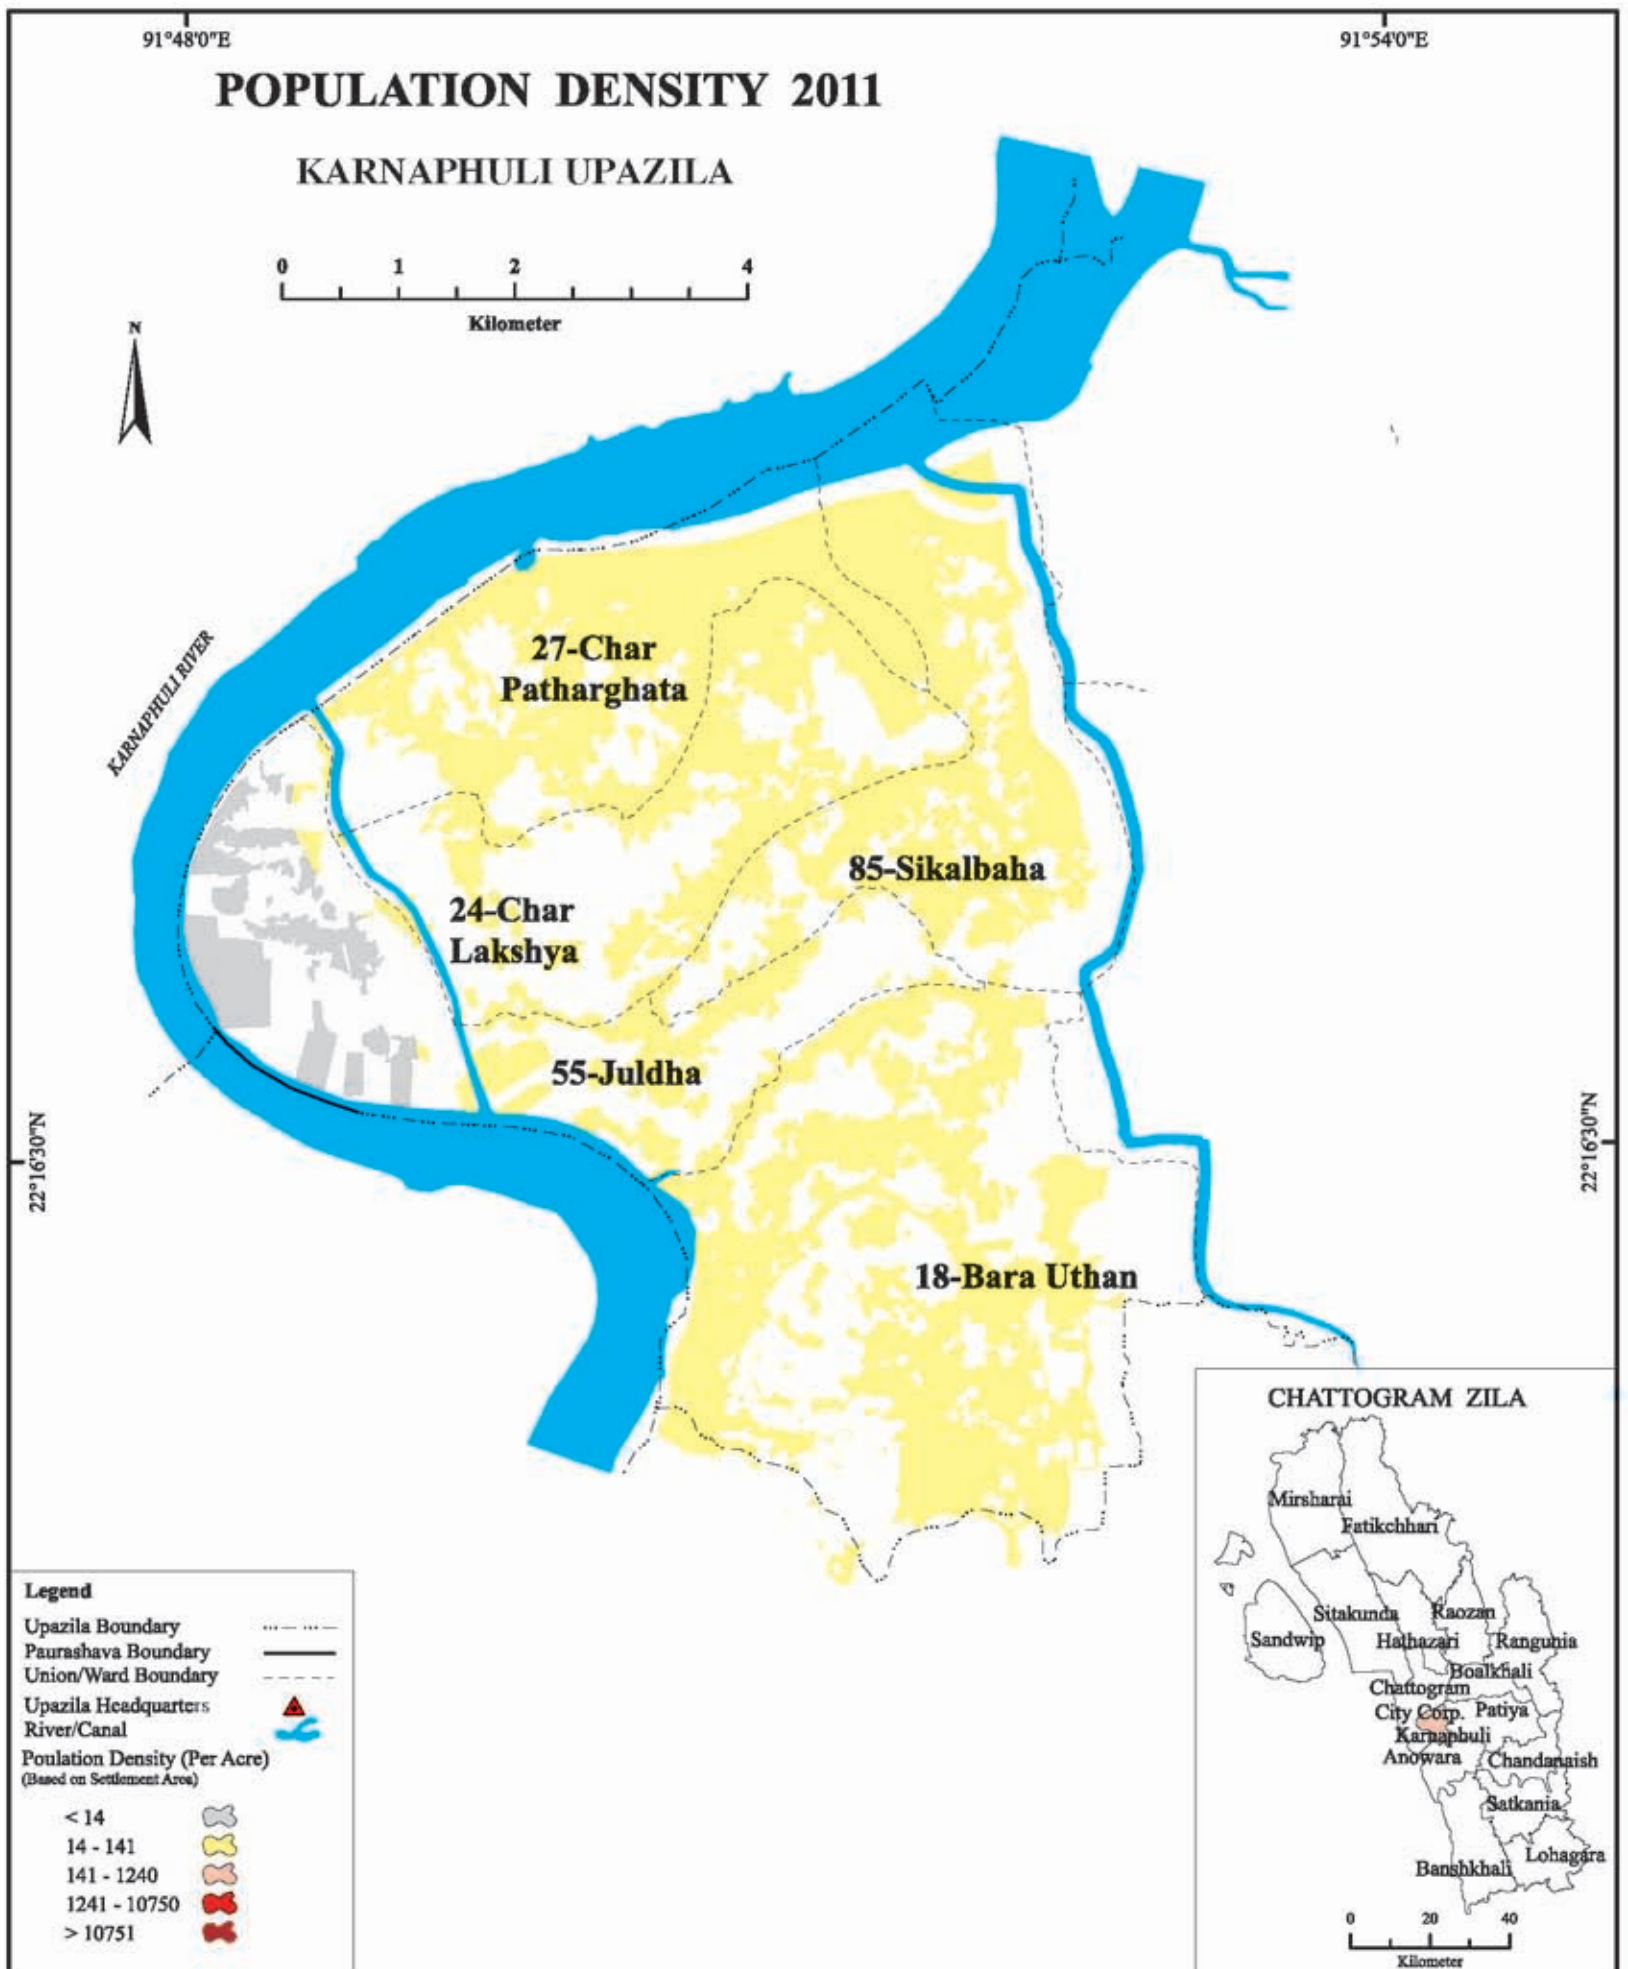 91°48'0"E
91°54'0"E
POPULATION DENSITY 2011
KARNAPHULI UPAZILA
0 1 2 4
Kilometer
N
KARNAPHULI RIVER
27-Char
Patharghata
85-Sikalbaha
24-Char
Lakshya
55-Juldha
22°16'30"N
22°16'30"N
18-Bara Uthan
Legend
Upazila Boundary
Paurashava Boundary
Union/Ward Boundary
Upazila Headquarters
River/Canal
Poulation Density (Per Acre)
(Based on Settlement Area)
< 14
14 - 141
141 - 1240
1241 - 10750
> 10751
CHATTOGRAM ZILA
Mirsharai
Fatikchhari
Sitakunda
Raozan
Sandwip
Hathazari
Rangunia
Boalkhali
Chattogram
City Corp.
Patiya
Karnaphuli
Anowara
Chandanaish
Satkania
Lohagara
Banshkhali
0 20 40
Kilometer